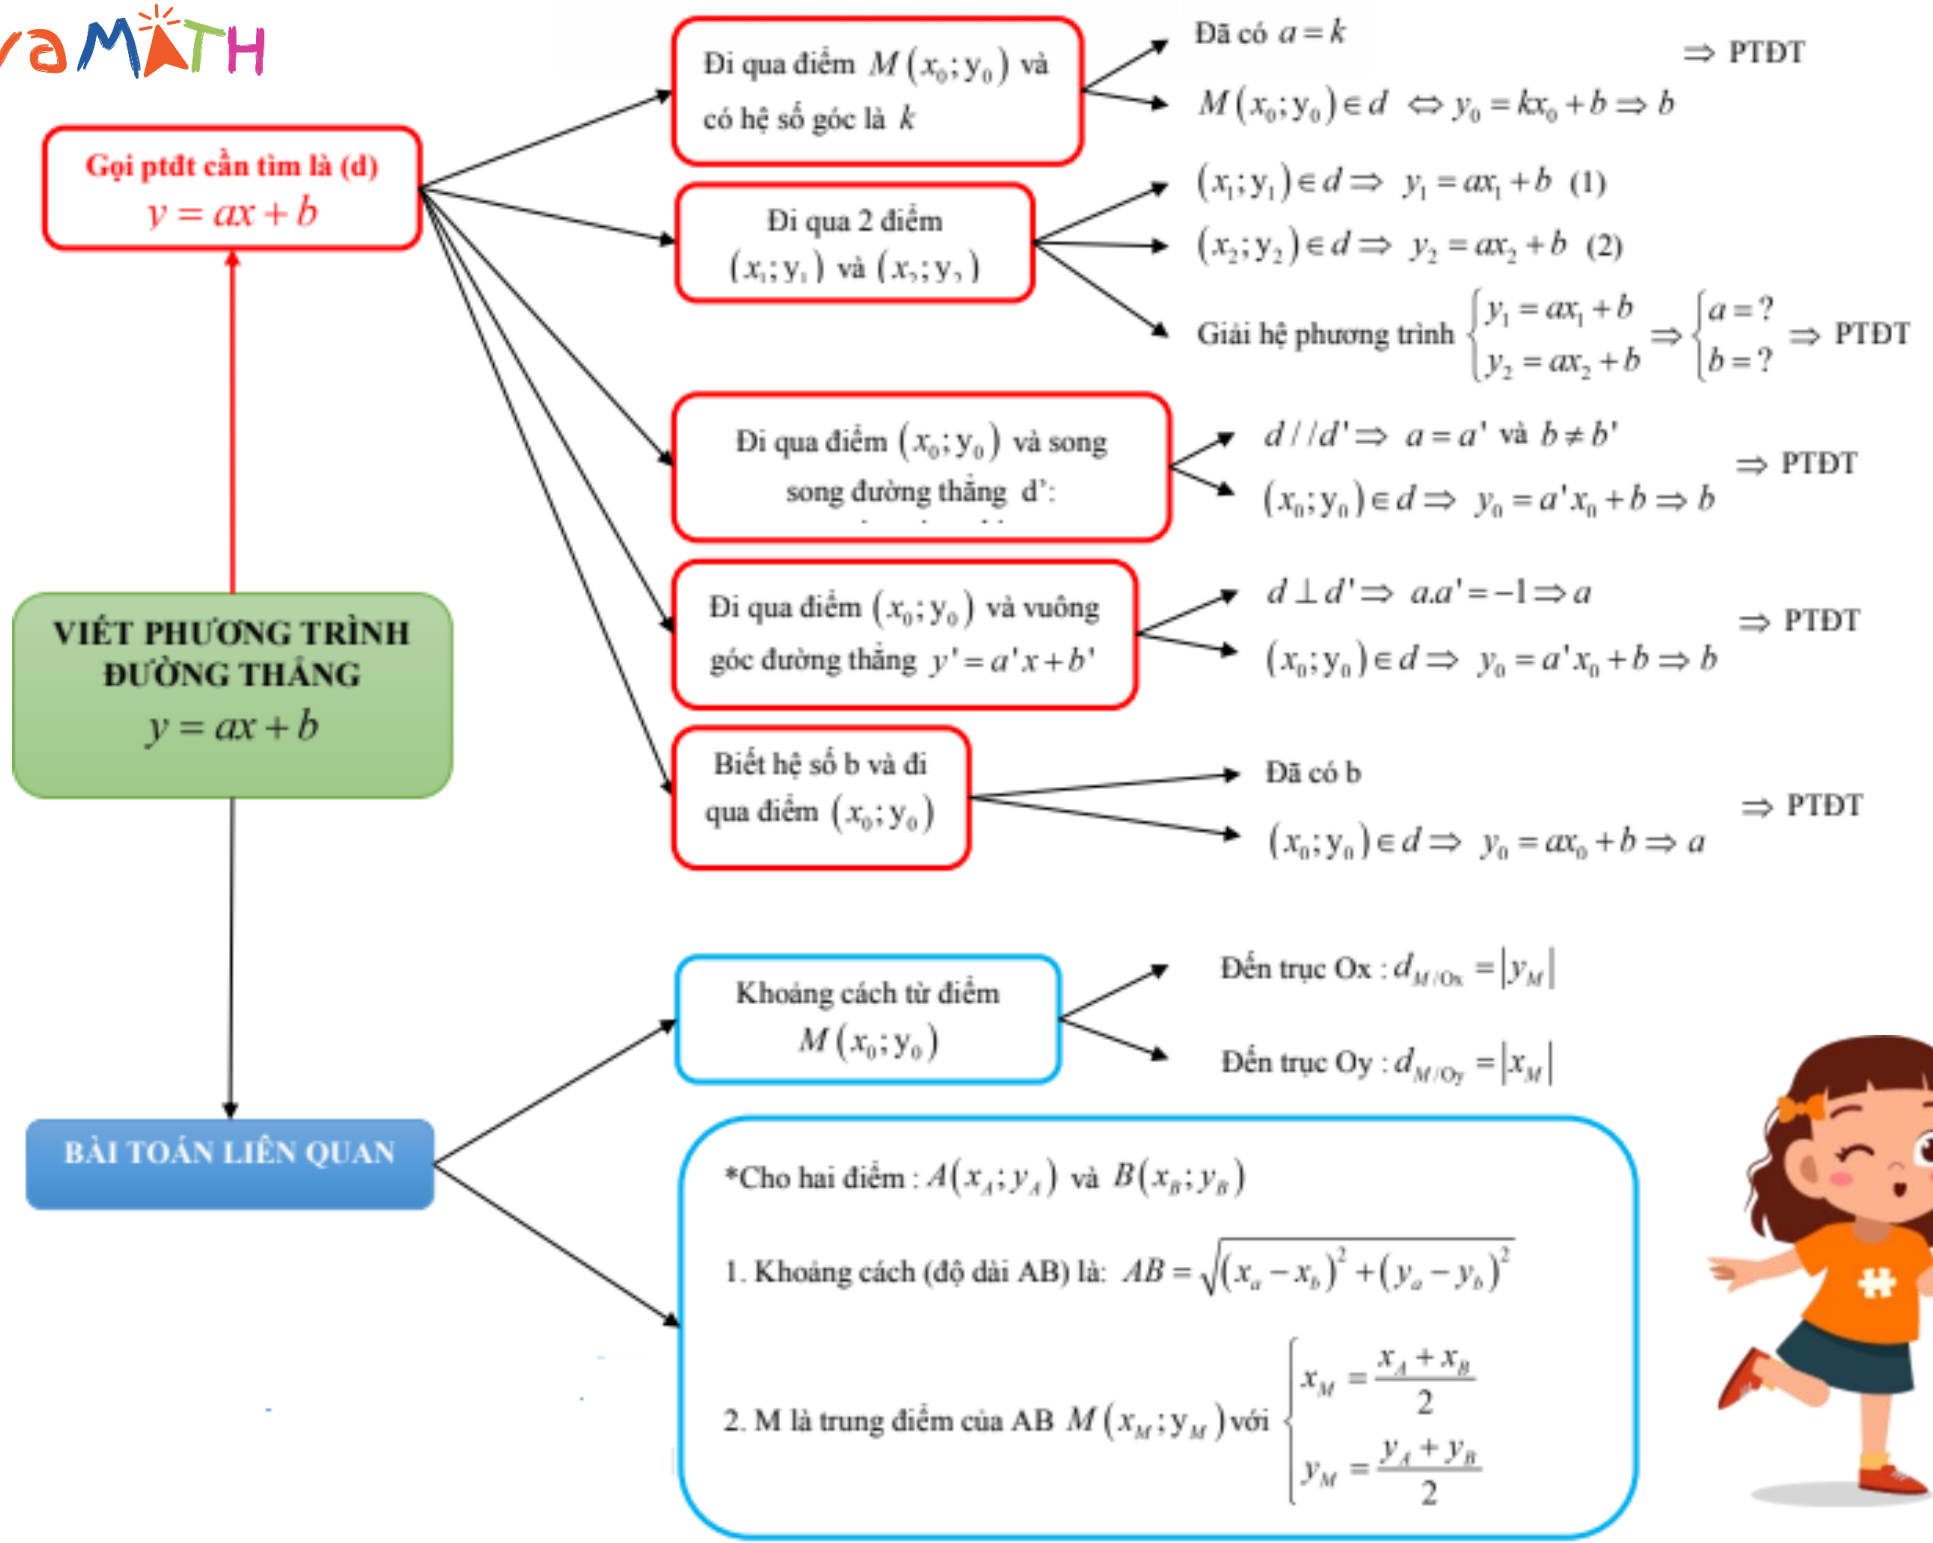 vaMATH
Gọi ptđt cần tìm là (d)
y = ax + b
VIẾT PHƯƠNG TRÌNH
ĐƯỜNG THẲNG
y = ax + b
BÀI TOÁN LIÊN QUAN
Đi qua điểm M(x₀; y₀) và
có hệ số góc là k
Đã có a = k
M(x₀; y₀) ∈ d ⇔ y₀ = kx₀ + b ⇒ b
⇒ PTĐT
Đi qua 2 điểm
(x₁; y₁) và (x₂; y₂)
(x₁; y₁) ∈ d ⇒ y₁ = ax₁ + b (1)
(x₂; y₂) ∈ d ⇒ y₂ = ax₂ + b (2)
Giải hệ phương trình { y₁ = ax₁ + b ; y₂ = ax₂ + b ⇒ { a = ? ; b = ? ⇒ PTĐT
Đi qua điểm (x₀; y₀) và song
song đường thẳng d’:
d//d' ⇒ a = a' và b ≠ b'
(x₀; y₀) ∈ d ⇒ y₀ = a'x₀ + b ⇒ b
⇒ PTĐT
Đi qua điểm (x₀; y₀) và vuông
góc đường thẳng y' = a'x + b'
d ⊥ d' ⇒ a.a' = −1 ⇒ a
(x₀; y₀) ∈ d ⇒ y₀ = a'x₀ + b ⇒ b
⇒ PTĐT
Biết hệ số b và đi
qua điểm (x₀; y₀)
Đã có b
(x₀; y₀) ∈ d ⇒ y₀ = ax₀ + b ⇒ a
⇒ PTĐT
Khoảng cách từ điểm
M(x₀; y₀)
Đến trục Ox : d_{M/Ox} = |y_M|
Đến trục Oy : d_{M/Oy} = |x_M|
*Cho hai điểm : A(x_A; y_A) và B(x_B; y_B)
1. Khoảng cách (độ dài AB) là: AB = √((x_a − x_b)² + (y_a − y_b)²)
2. M là trung điểm của AB M(x_M; y_M) với { x_M = (x_A + x_B)/2 ; y_M = (y_A + y_B)/2